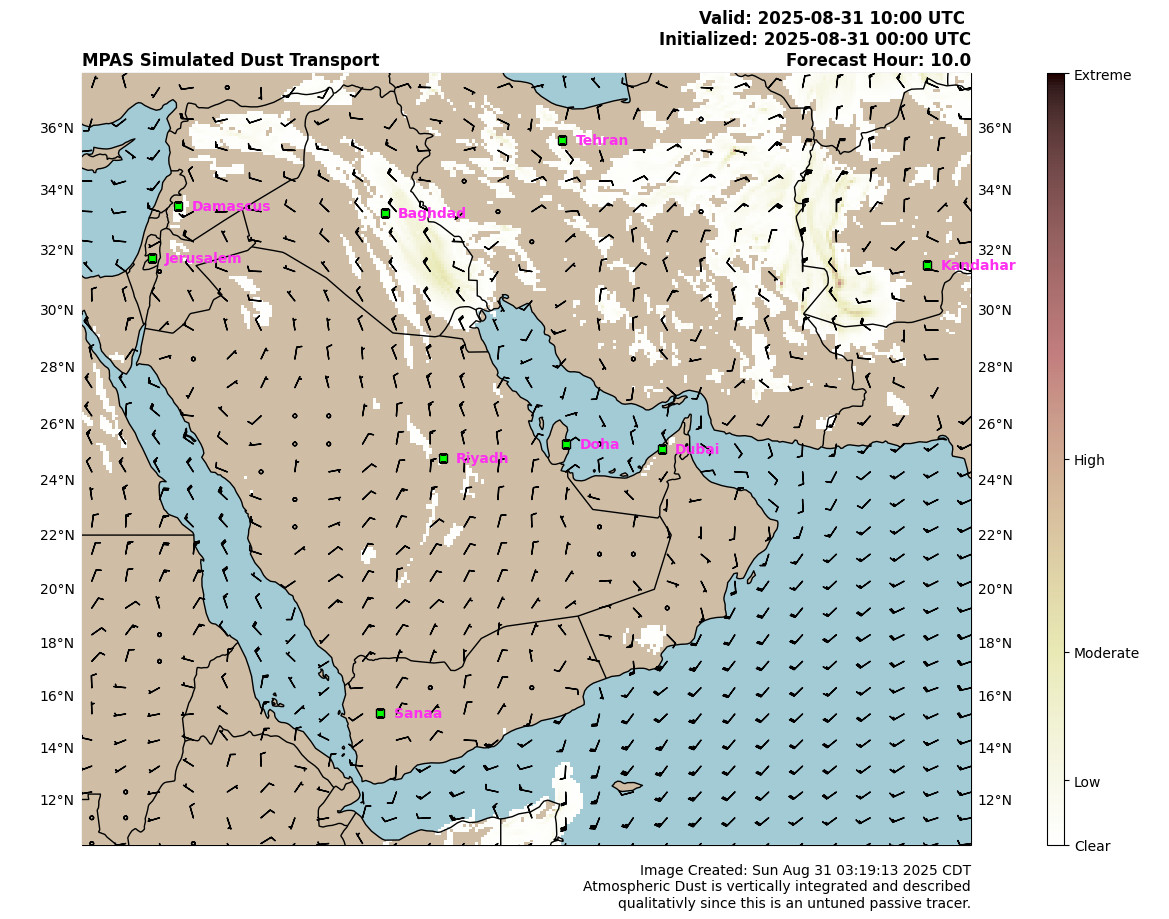 Valid: 2025-08-31 10:00 UTC
Initialized: 2025-08-31 00:00 UTC
MPAS Simulated Dust Transport
Forecast Hour: 10.0
Extreme
36°N
Tehran
36°N
34°N
Damascus
Baghdad
34°N
32°N
Jerusalem
32°N
Kandahar
30°N
30°N
28°N
28°N
26°N
26°N
Doha
Dubai
Riyadh
High
24°N
24°N
22°N
22°N
20°N
20°N
18°N
18°N
Moderate
16°N
16°N
Sanaa
14°N
14°N
Low
12°N
12°N
Clear
Image Created: Sun Aug 31 03:19:13 2025 CDT
Atmospheric Dust is vertically integrated and described
qualitativly since this is an untuned passive tracer.